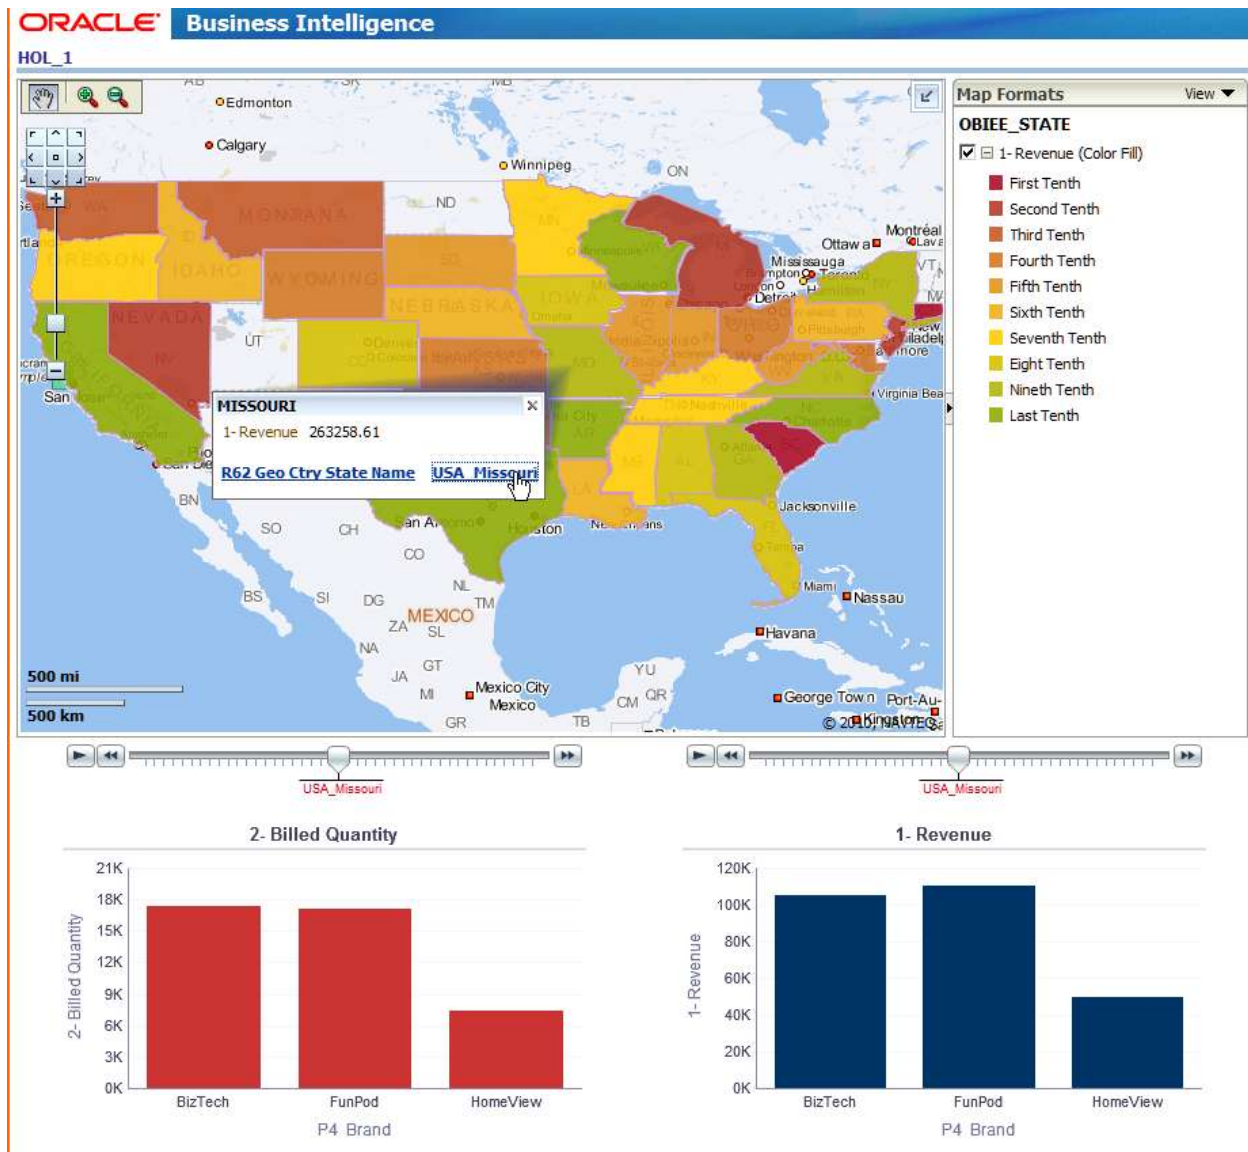 ORACLE Business Intelligence
HOL_1
Edmonton
Calgary
Winnipeg
ON
ND
MONTANA
OREGON
IDAHO
WYOMING
NEBRASKA
IOWA
NEVADA
UT
Ottawa
Montréal
Mississauga
Toronto
Detroit
Virginia Bea
MISSOURI
1- Revenue 263258.61
R62 Geo Ctry State Name USA_Missouri
Jacksonville
Houston
Miami
Nassau
Havana
BN
SO
CH
CO
BS
SI
DG
NL
TM
MEXICO
ZA
SL
NA
JA
GT
MI
GR
TB
YU
CM
QR
Mexico City
Mexico
George Town
Port-Au-
500 mi
500 km
Map Formats View
OBIEE_STATE
1- Revenue (Color Fill)
First Tenth
Second Tenth
Third Tenth
Fourth Tenth
Fifth Tenth
Sixth Tenth
Seventh Tenth
Eight Tenth
Nineth Tenth
Last Tenth
USA_Missouri
USA_Missouri
2- Billed Quantity
21K
18K
15K
12K
9K
6K
3K
0K
2- Billed Quantity
BizTech FunPod HomeView
P4 Brand
1- Revenue
120K
100K
80K
60K
40K
20K
0K
1- Revenue
BizTech FunPod HomeView
P4 Brand